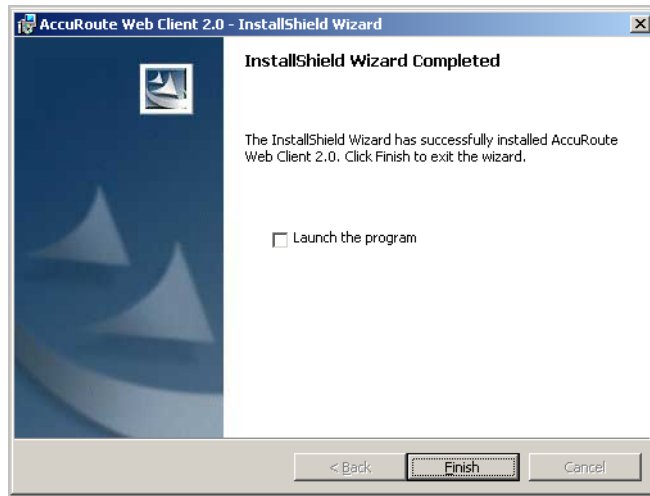 AccuRoute Web Client 2.0 - InstallShield Wizard
InstallShield Wizard Completed
The InstallShield Wizard has successfully installed AccuRoute
Web Client 2.0. Click Finish to exit the wizard.
Launch the program
< Back
Finish
Cancel